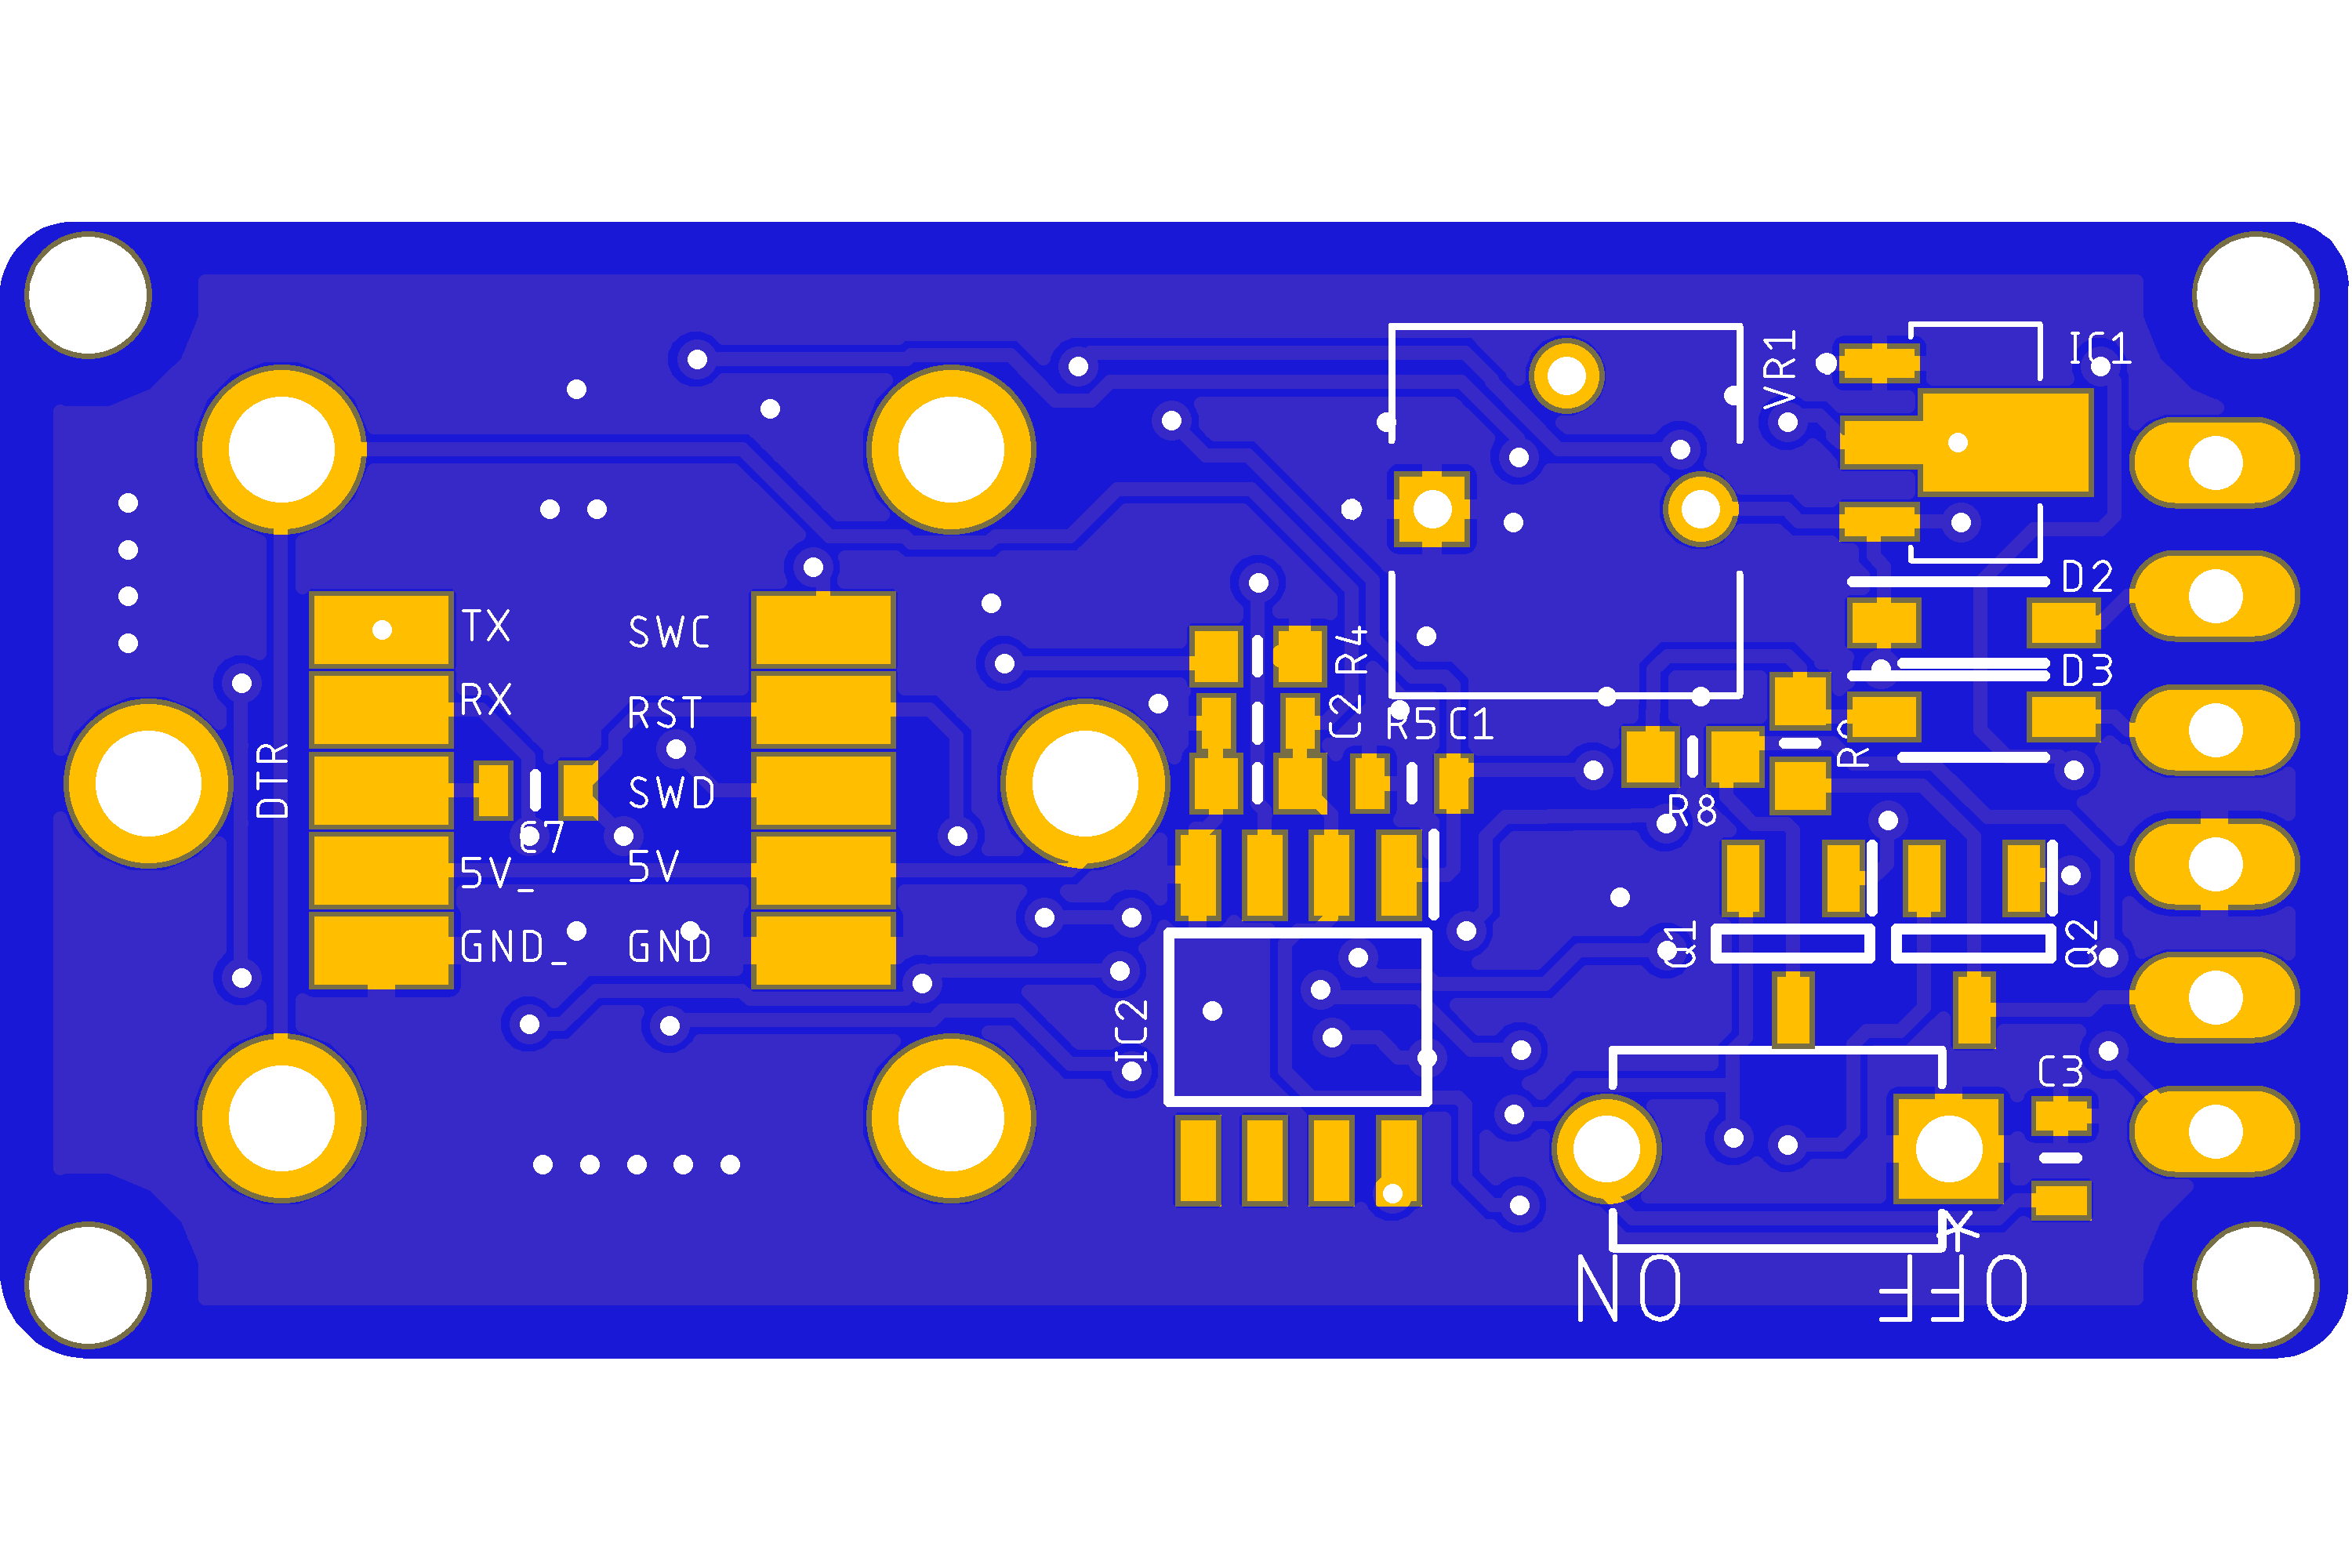 VR1
IC1
D2
TX
SWC
R4
D3
RX
RST
C2
R5
C1
DTR
SWD
R8
C7
5V_
5V
Q1
Q2
GND_
GND
IC2
C3
*
ON
OFF